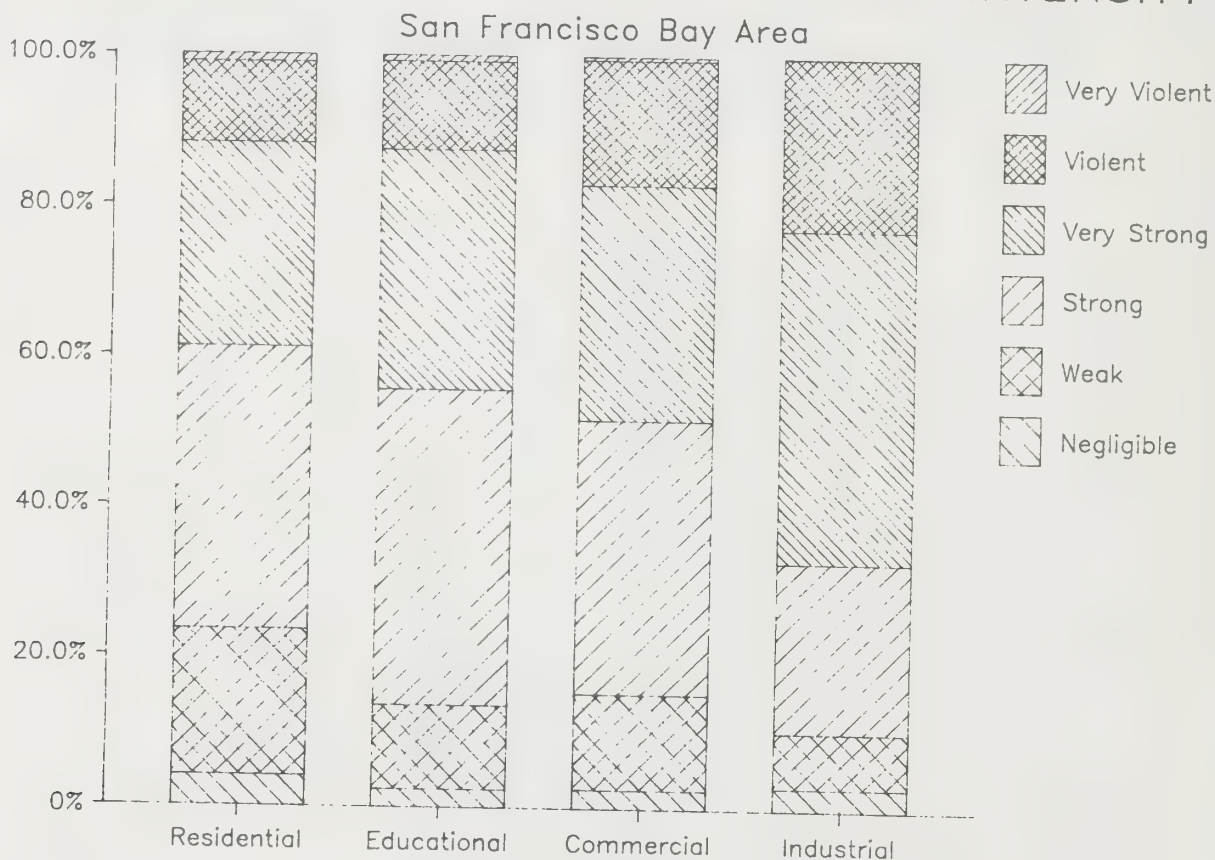 San Francisco Bay Area
100.0%
80.0%
60.0%
40.0%
20.0%
0%
Residential
Educational
Commercial
Industrial
Very Violent
Violent
Very Strong
Strong
Weak
Negligible